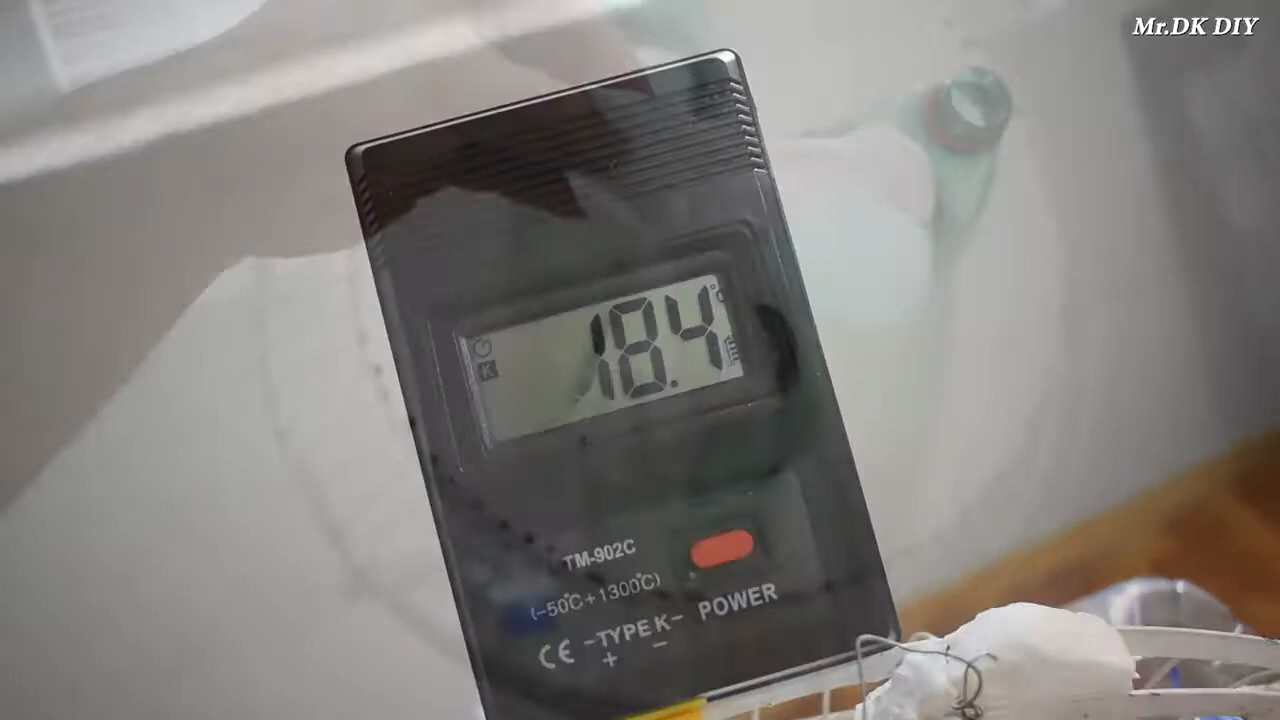 Mr.DK DIY
18.4 °C
K
TM-902C
(-50℃+1300℃)
POWER
CE -TYPE K-
+ -